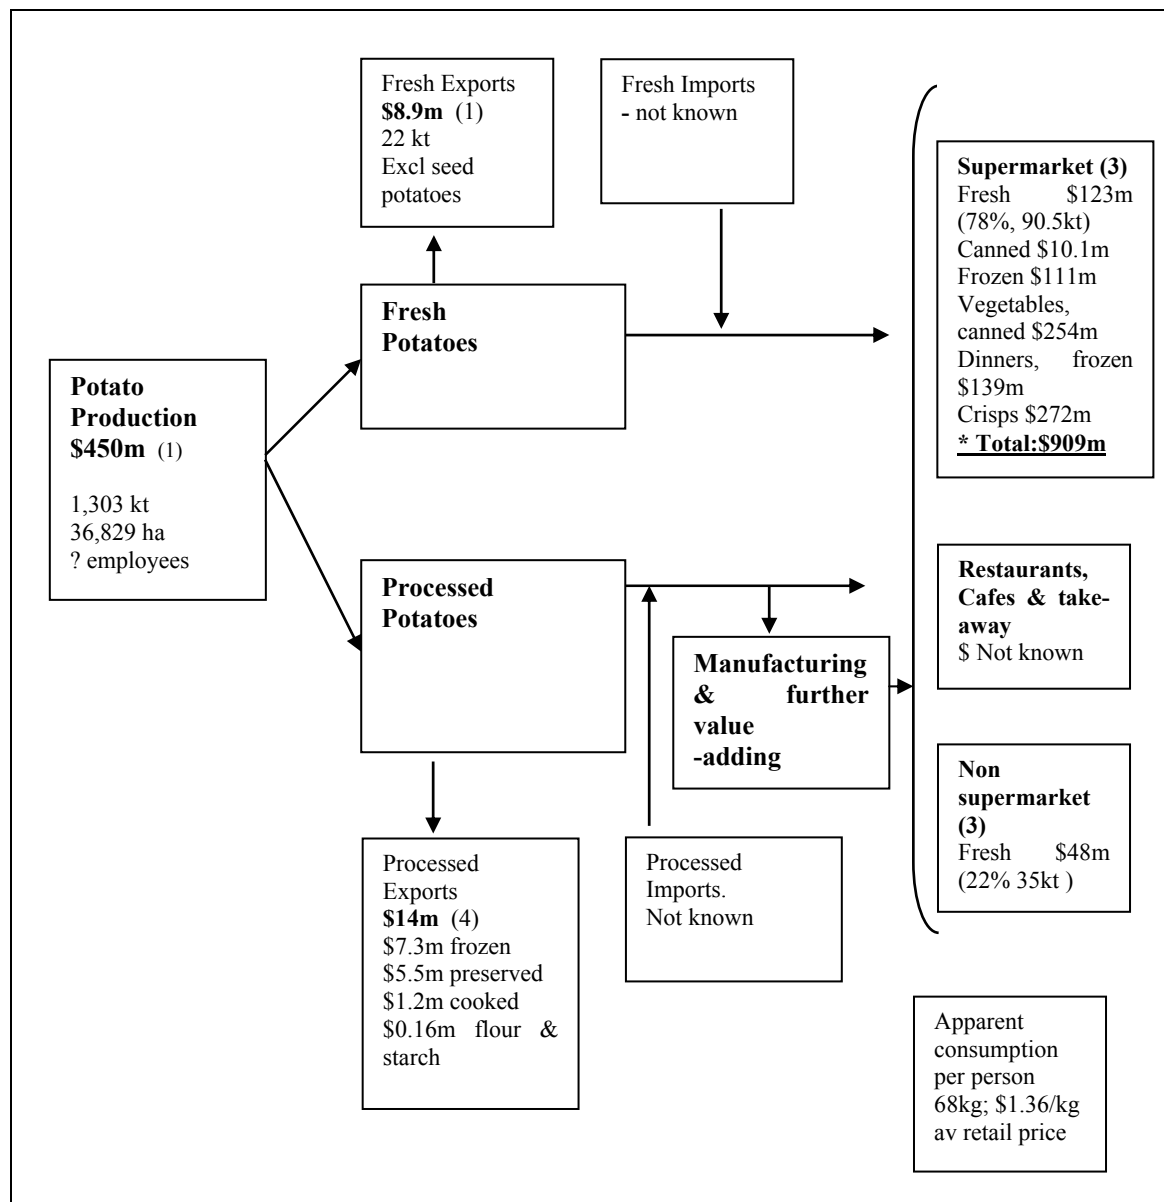 Fresh Exports
$8.9m (1)
22 kt
Excl seed
potatoes
Fresh Imports
- not known
Supermarket (3)
Fresh $123m
(78%, 90.5kt)
Canned $10.1m
Frozen $111m
Vegetables,
canned $254m
Dinners, frozen
$139m
Crisps $272m
* Total:$909m
Fresh
Potatoes
Potato
Production
$450m (1)
1,303 kt
36,829 ha
? employees
Processed
Potatoes
Restaurants,
Cafes & take-
away
$ Not known
Manufacturing
& further
value
-adding
Non
supermarket
(3)
Fresh $48m
(22% 35kt )
Processed
Exports
$14m (4)
$7.3m frozen
$5.5m preserved
$1.2m cooked
$0.16m flour &
starch
Processed
Imports.
Not known
Apparent
consumption
per person
68kg; $1.36/kg
av retail price